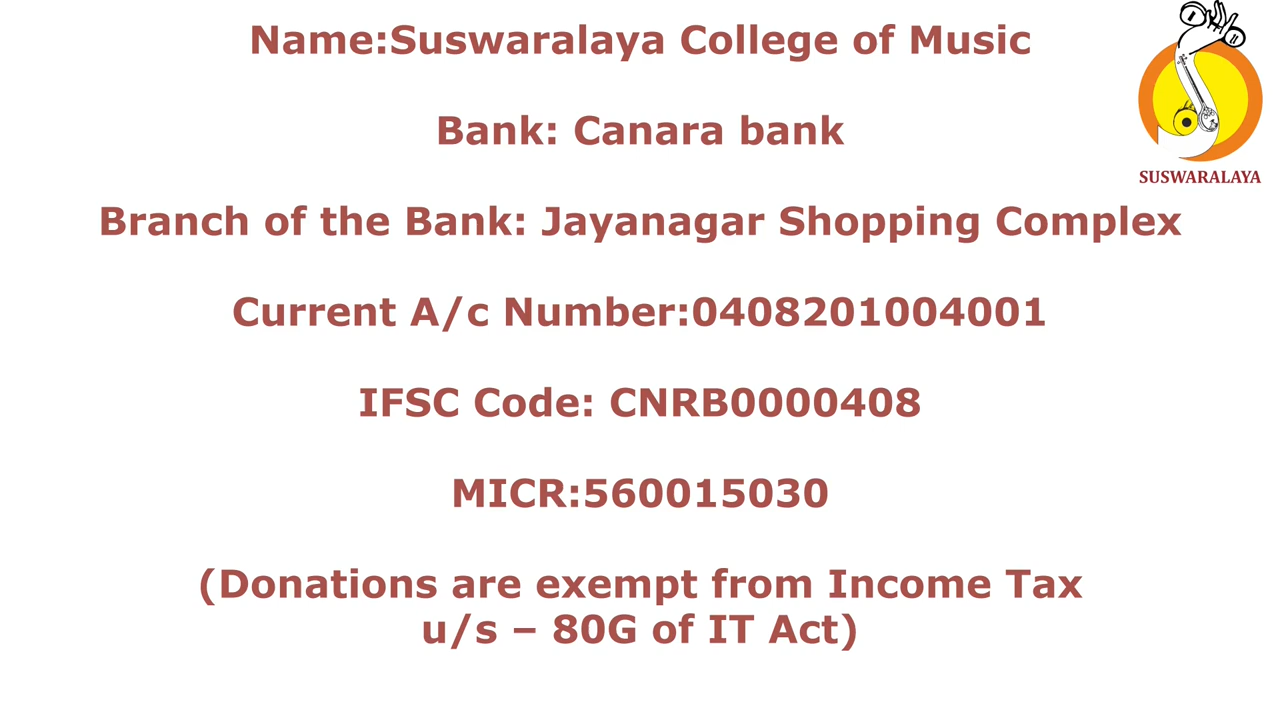 Name:Suswaralaya College of Music
SUSWARALAYA
Bank: Canara bank
Branch of the Bank: Jayanagar Shopping Complex
Current A/c Number:0408201004001
IFSC Code: CNRB0000408
MICR:560015030
(Donations are exempt from Income Tax
u/s – 80G of IT Act)